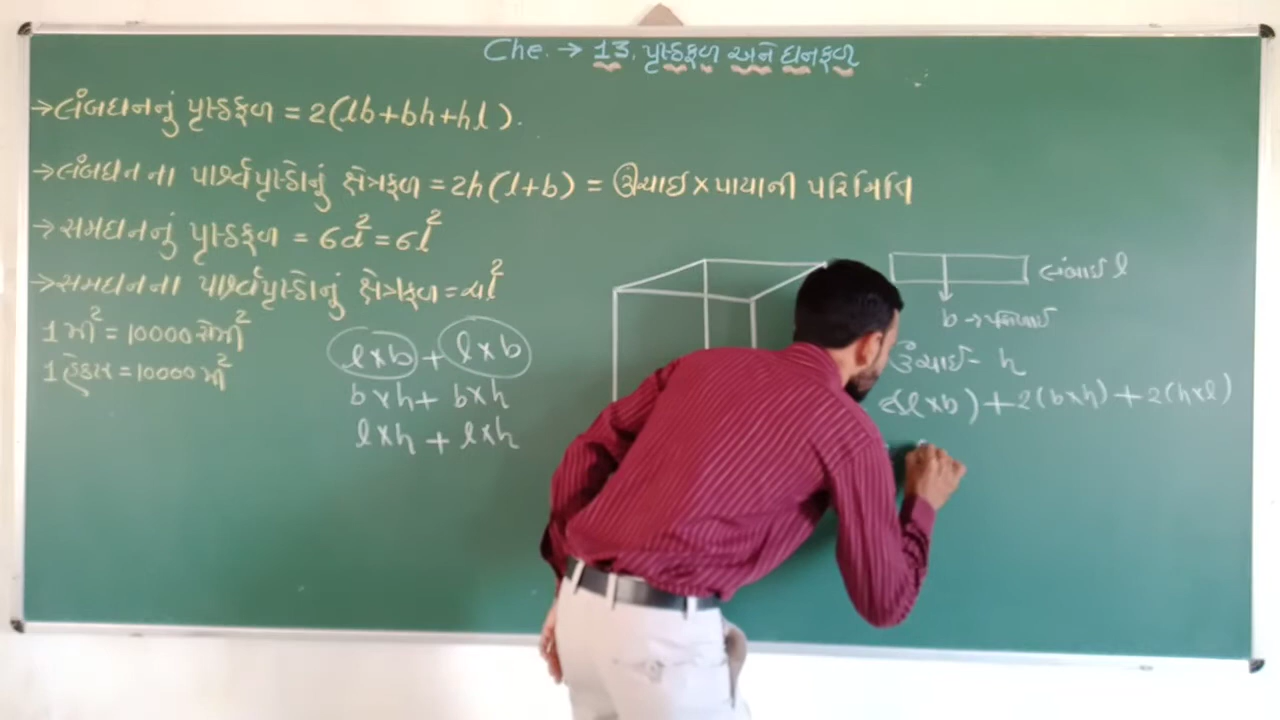 Che. → 13. પૃષ્ઠફળ અને ઘનફળ
→ લંબઘનનું પૃષ્ઠફળ = 2(lb+bh+hl).
→ લંબઘન ના પાર્શ્વપૃષ્ઠોનું ક્ષેત્રફળ = 2h(l+b) = ઊંચાઈ × પાયાની પરિમિતિ
→ સમઘનનું પૃષ્ઠફળ = 6a² = 6l²
→ સમઘનના પાર્શ્વપૃષ્ઠોનું ક્ષેત્રફળ = 4l²
1 મી² = 10000 સેમી²
1 હેક્ટર = 10000 મી²
l×b + l×b
b×h + b×h
l×h + l×h
લંબાઈ l
b → પહોળાઈ
ઊંચાઈ - h
2(l×b) + 2(b×h) + 2(h×l)